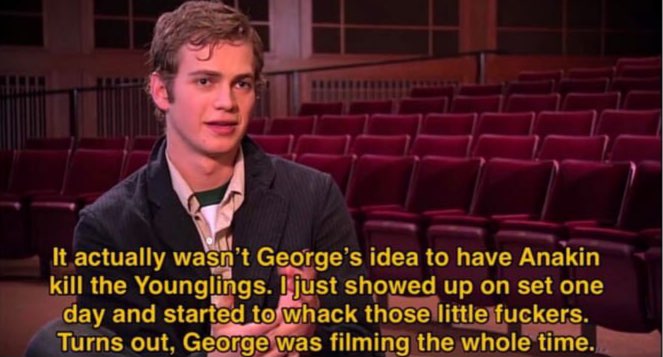 It actually wasn't George's idea to have Anakin
kill the Younglings. I just showed up on set one
day and started to whack those little fuckers.
Turns out, George was filming the whole time.